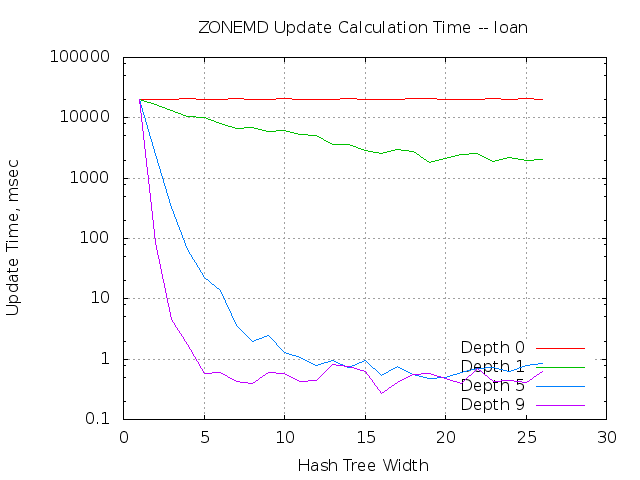 ZONEMD Update Calculation Time -- loan
100000
10000
1000
100
10
1
0.1
Update Time, msec
0
5
10
15
20
25
30
Hash Tree Width
Depth 0
Depth 1
Depth 5
Depth 9